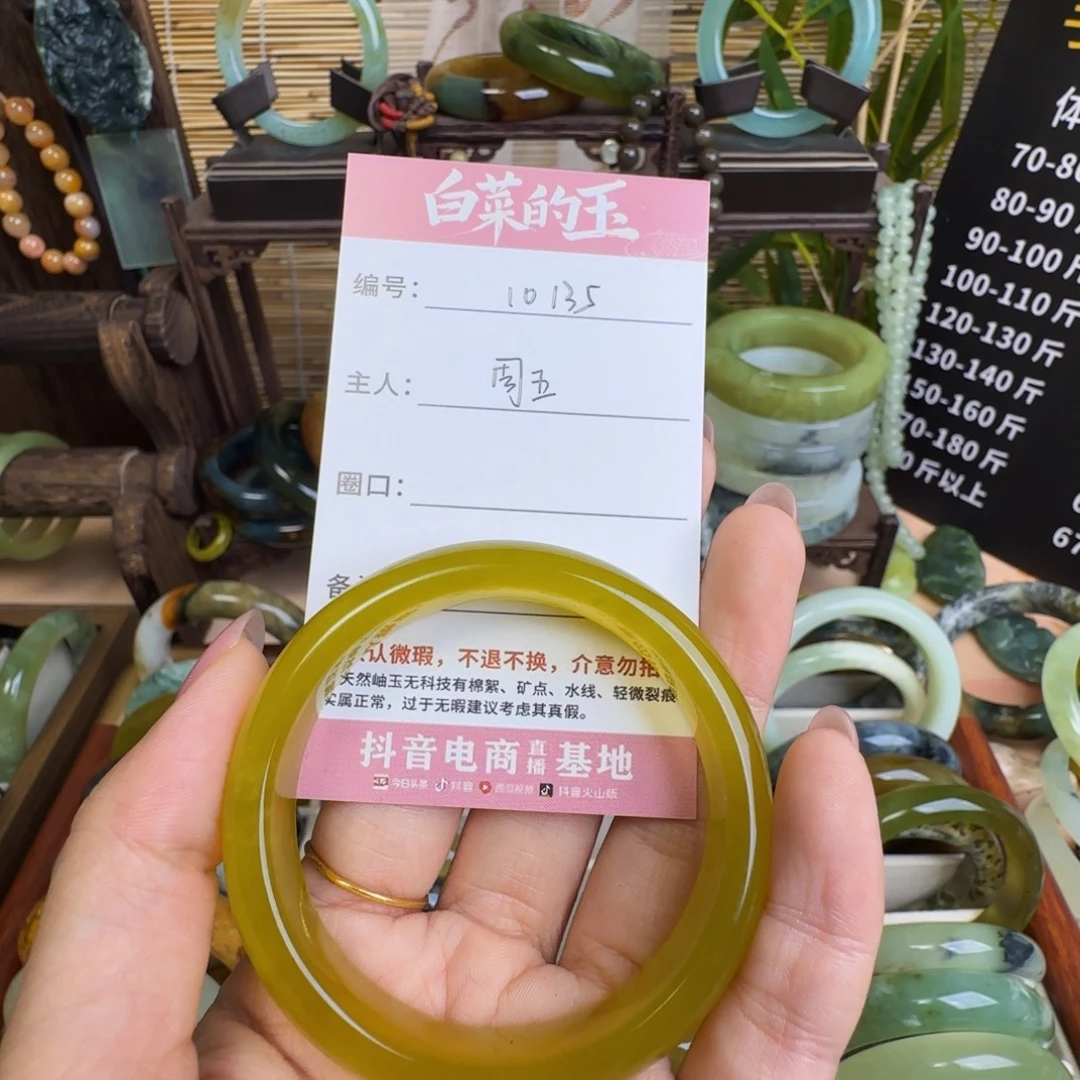 白菜的玉
编号: 10135
主人: 周五
圈口:
备
认微瑕，不退不换，介意勿拍
天然岫玉无科技有棉絮、矿点、水线、轻微裂痕
实属正常，过于无暇建议考虑其真假。
抖音电商直播基地
今日头条 抖音 西瓜视频 抖音火山版
体
70-80
80-90
90-100斤
100-110斤
120-130斤
130-140斤
50-160斤
70-180斤
0斤以上
67